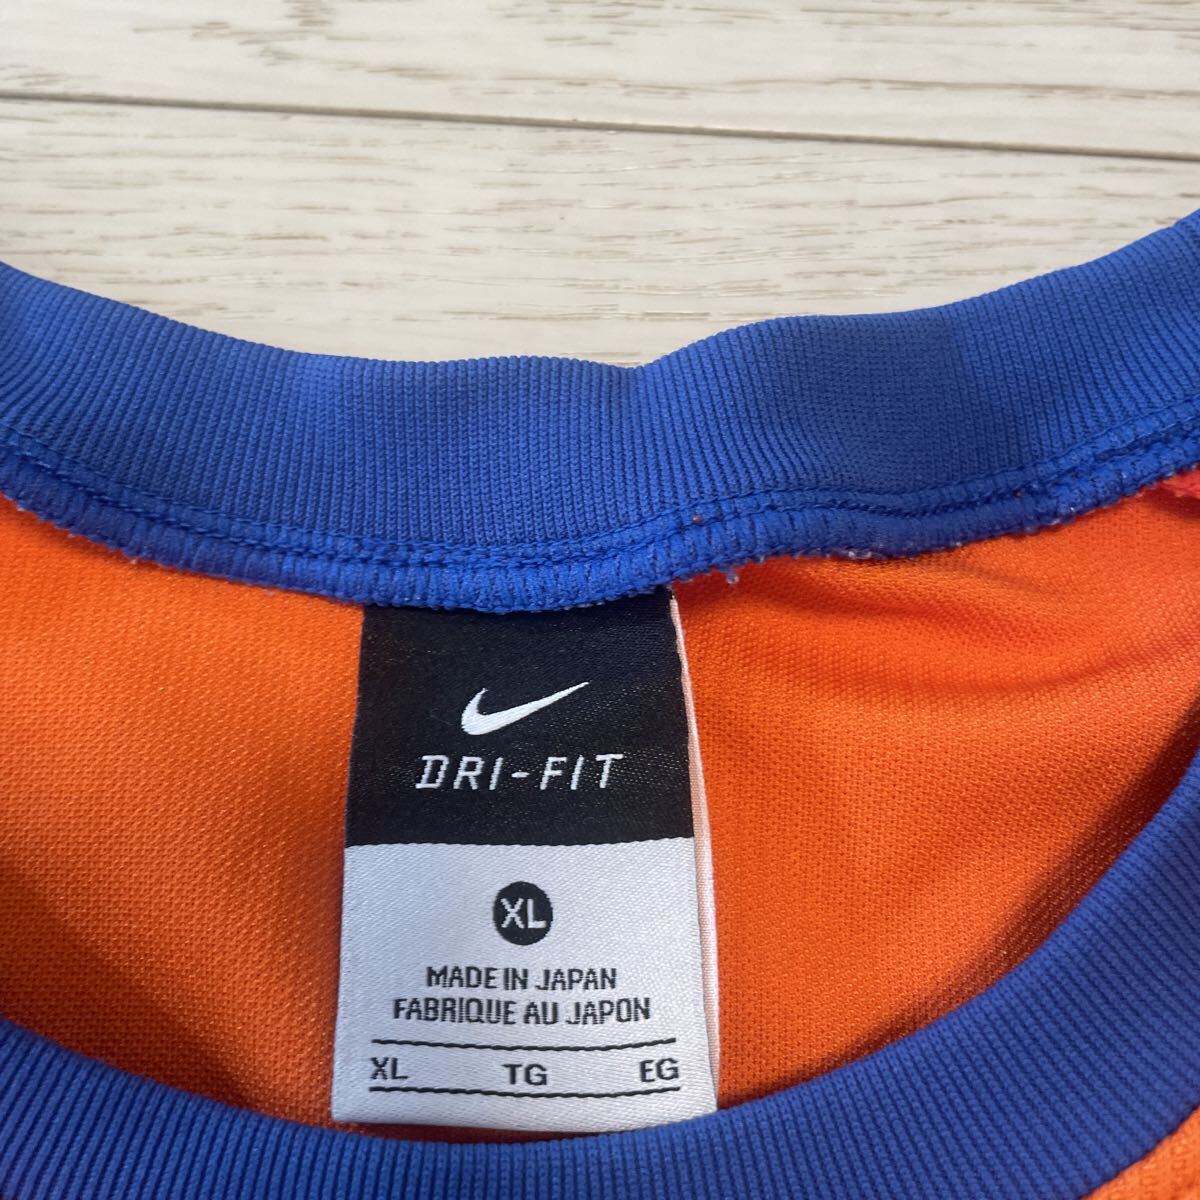 DRI-FIT
XL
MADE IN JAPAN
FABRIQUE AU JAPON
XL TG EG